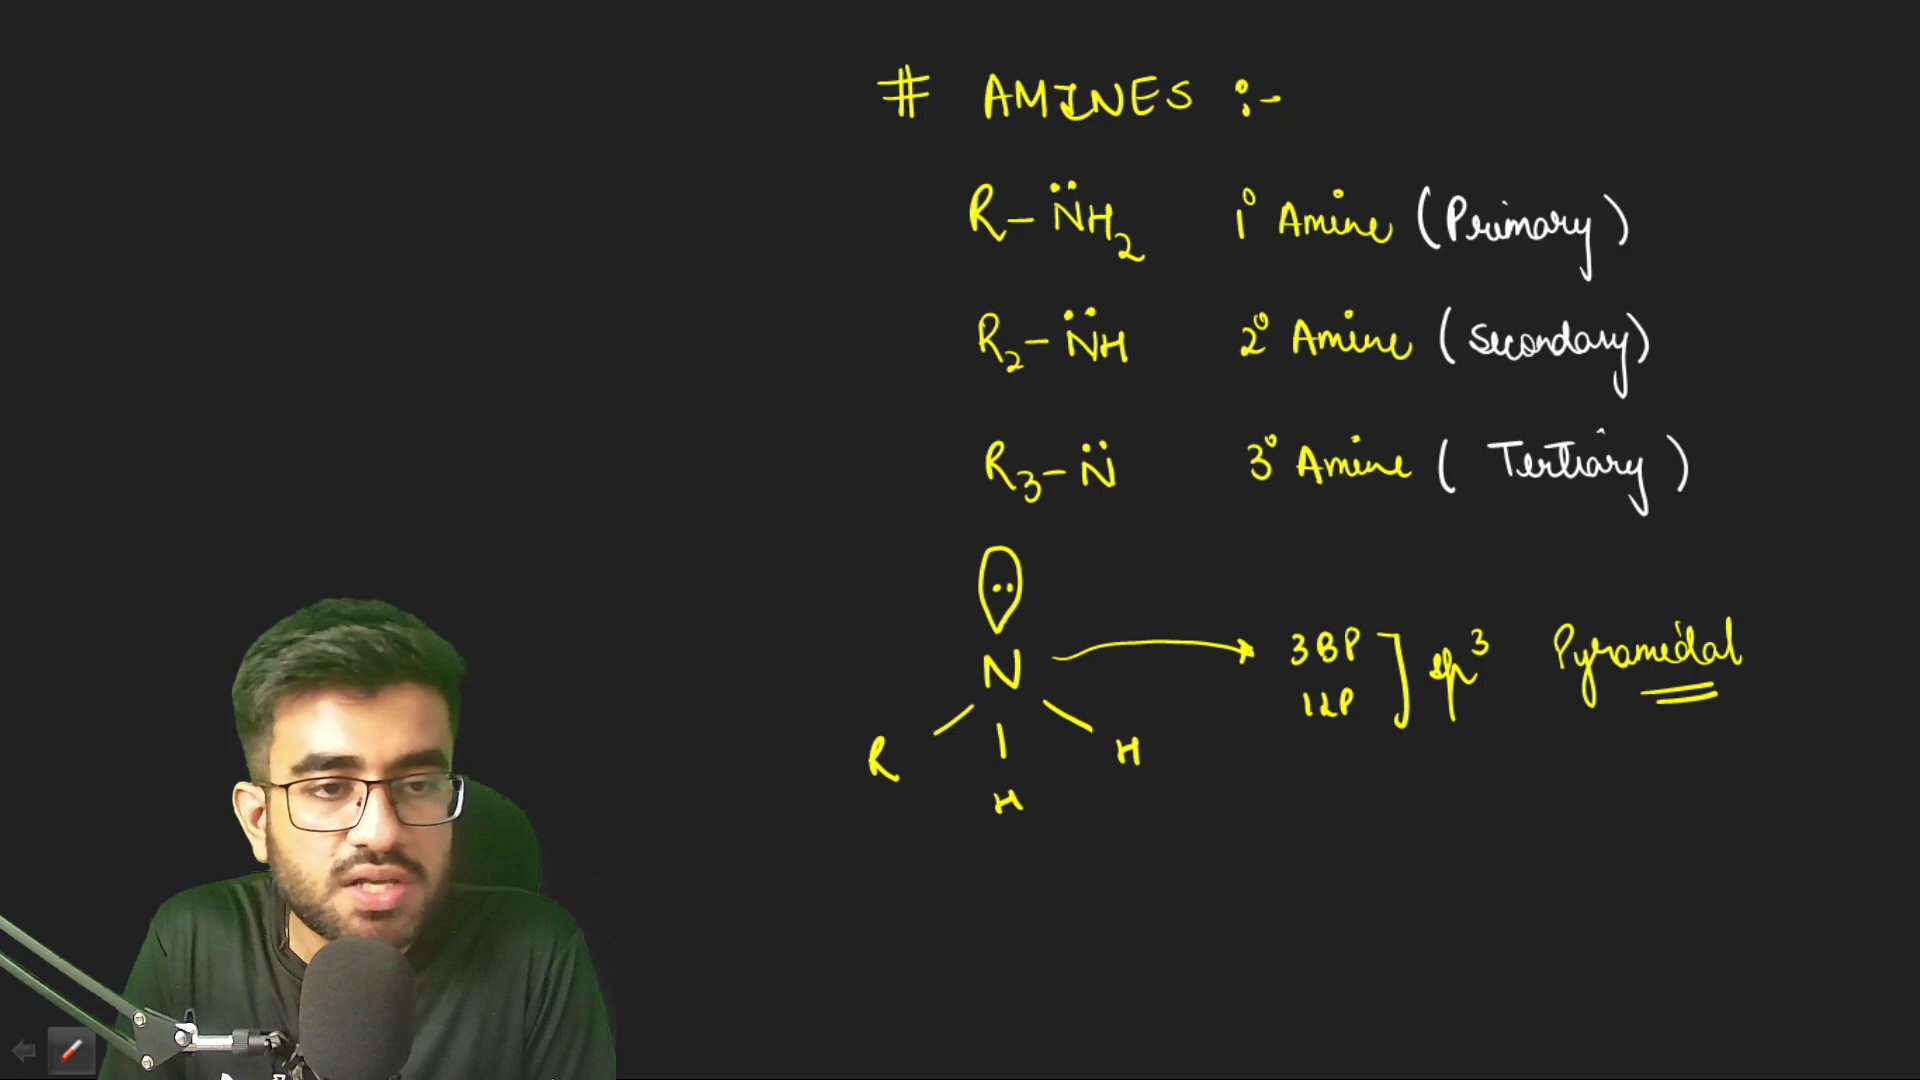 # AMINES :-
R-N̈H₂ 1° Amine (Primary)
R₂-N̈H 2° Amine (Secondary)
R₃-N̈ 3° Amine (Tertiary)
N
R H
H
3BP
1LP
sp³ Pyramidal